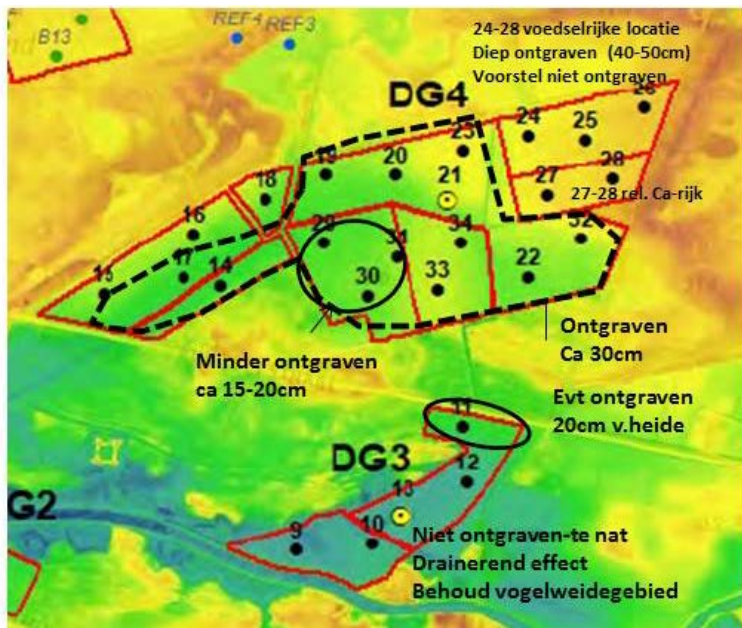 REF4
REF3
B13
24-28 voedselrijke locatie
Diep ontgraven (40-50cm)
Voorstel niet ontgraven
DG4
26
24
25
23
19
20
21
28
27
27-28 rel. Ca-rijk
18
16
29
31
34
32
17
15
14
30
33
22
Minder ontgraven
ca 15-20cm
Ontgraven
Ca 30cm
Evt ontgraven
20cm v.heide
11
DG3
12
13
G2
9
10
Niet ontgraven-te nat
Drainerend effect
Behoud vogelweidegebied